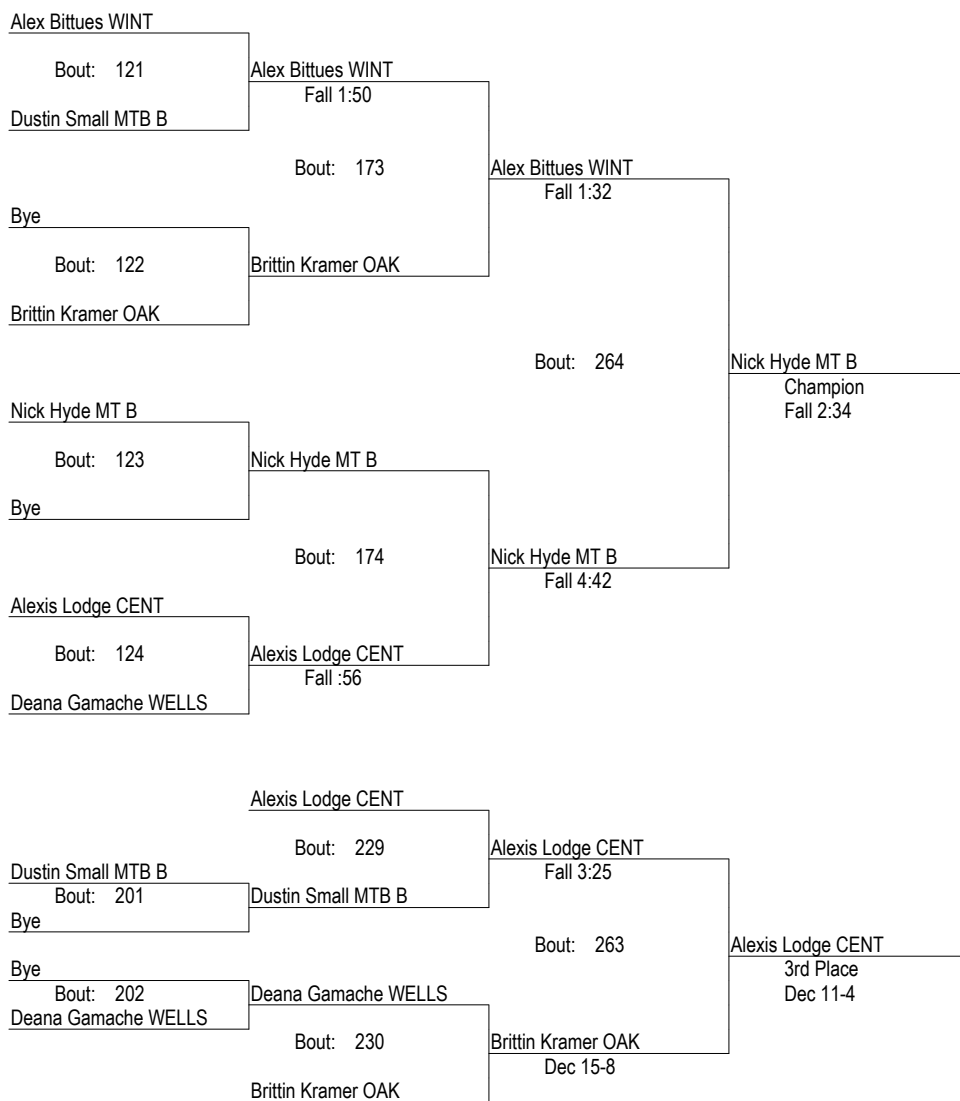 Alex Bittues WINT
Bout: 121
Alex Bittues WINT
Fall 1:50
Dustin Small MTB B
Bout: 173
Alex Bittues WINT
Fall 1:32
Bye
Bout: 122
Brittin Kramer OAK
Brittin Kramer OAK
Bout: 264
Nick Hyde MT B
Champion
Fall 2:34
Nick Hyde MT B
Bout: 123
Nick Hyde MT B
Bye
Bout: 174
Nick Hyde MT B
Fall 4:42
Alexis Lodge CENT
Bout: 124
Alexis Lodge CENT
Fall :56
Deana Gamache WELLS
Alexis Lodge CENT
Bout: 229
Alexis Lodge CENT
Fall 3:25
Dustin Small MTB B
Bout: 201
Dustin Small MTB B
Bye
Bout: 263
Alexis Lodge CENT
3rd Place
Dec 11-4
Bye
Bout: 202
Deana Gamache WELLS
Deana Gamache WELLS
Bout: 230
Brittin Kramer OAK
Dec 15-8
Brittin Kramer OAK